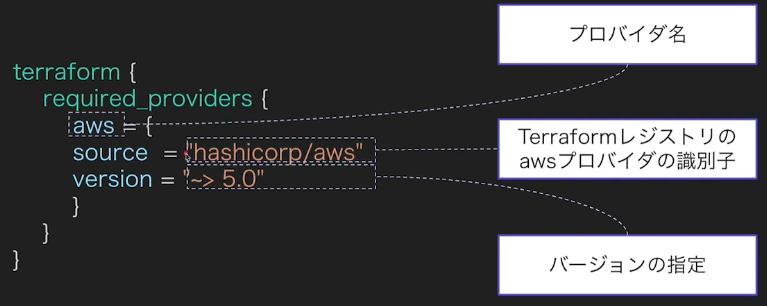 terraform {
required_providers {
aws = {
source = "hashicorp/aws"
version = "~> 5.0"
}
}
}
プロバイダ名
Terraformレジストリの
awsプロバイダの識別子
バージョンの指定